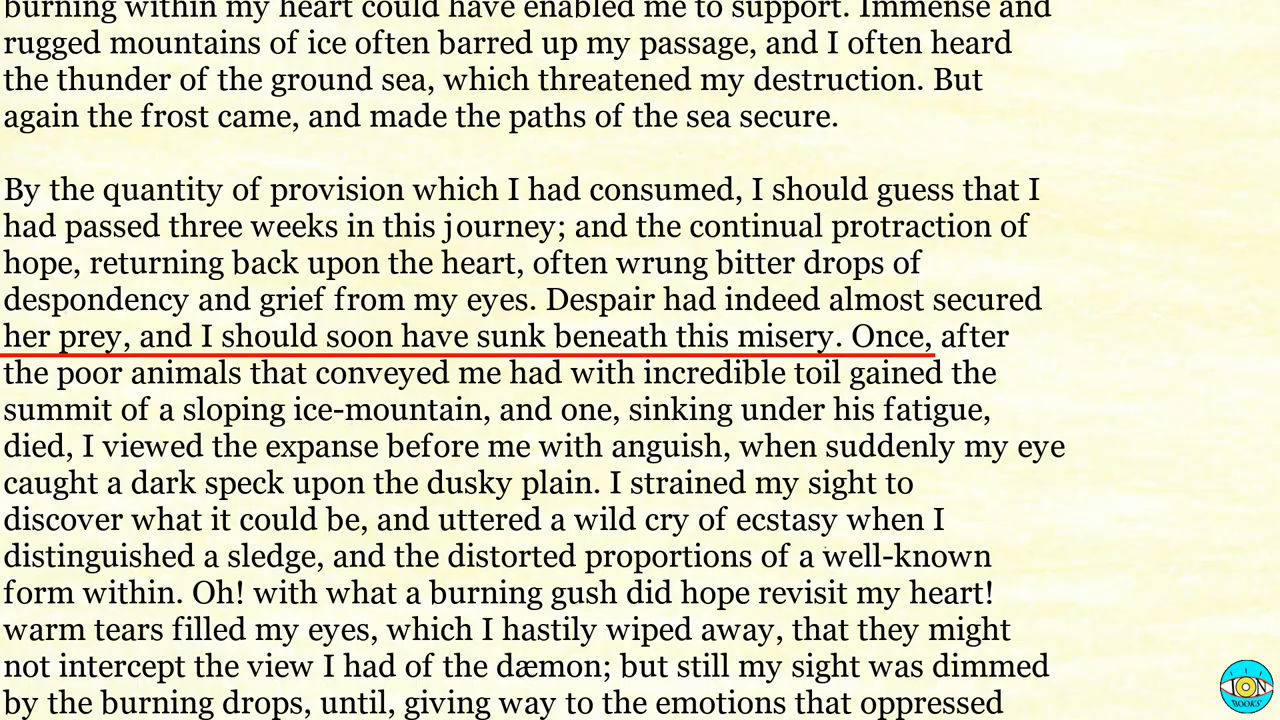 burning within my heart could have enabled me to support. Immense and
rugged mountains of ice often barred up my passage, and I often heard
the thunder of the ground sea, which threatened my destruction. But
again the frost came, and made the paths of the sea secure.
By the quantity of provision which I had consumed, I should guess that I
had passed three weeks in this journey; and the continual protraction of
hope, returning back upon the heart, often wrung bitter drops of
despondency and grief from my eyes. Despair had indeed almost secured
her prey, and I should soon have sunk beneath this misery. Once, after
the poor animals that conveyed me had with incredible toil gained the
summit of a sloping ice-mountain, and one, sinking under his fatigue,
died, I viewed the expanse before me with anguish, when suddenly my eye
caught a dark speck upon the dusky plain. I strained my sight to
discover what it could be, and uttered a wild cry of ecstasy when I
distinguished a sledge, and the distorted proportions of a well-known
form within. Oh! with what a burning gush did hope revisit my heart!
warm tears filled my eyes, which I hastily wiped away, that they might
not intercept the view I had of the dæmon; but still my sight was dimmed
by the burning drops, until, giving way to the emotions that oppressed
ION
BOOKS